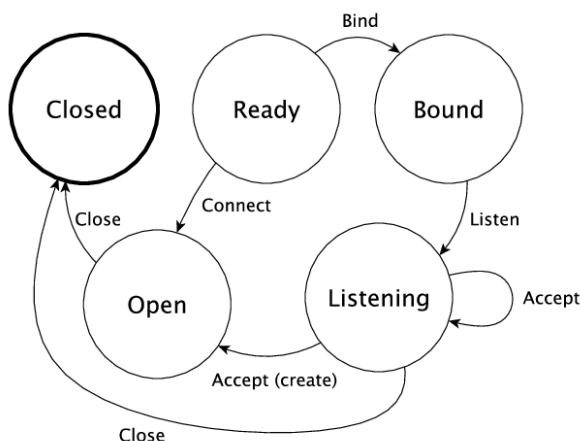 Bind
Closed
Ready
Bound
Close
Connect
Listen
Open
Listening
Accept
Accept (create)
Close